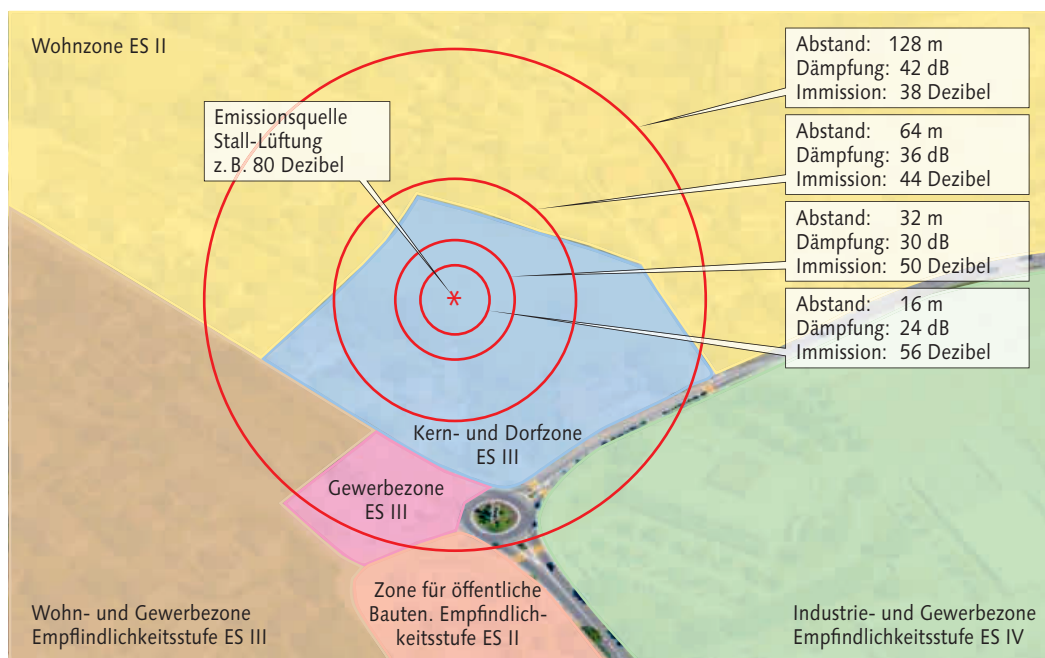 Wohnzone ES II
Emissionsquelle
Stall-Lüftung
z. B. 80 Dezibel
Abstand: 128 m
Dämpfung: 42 dB
Immission: 38 Dezibel
Abstand: 64 m
Dämpfung: 36 dB
Immission: 44 Dezibel
Abstand: 32 m
Dämpfung: 30 dB
Immission: 50 Dezibel
Abstand: 16 m
Dämpfung: 24 dB
Immission: 56 Dezibel
Kern- und Dorfzone
ES III
Gewerbezone
ES III
Wohn- und Gewerbezone
Empflindlichkeitsstufe ES III
Zone für öffentliche
Bauten. Empfindlich-
keitsstufe ES II
Industrie- und Gewerbezone
Empflindlichkeitsstufe ES IV